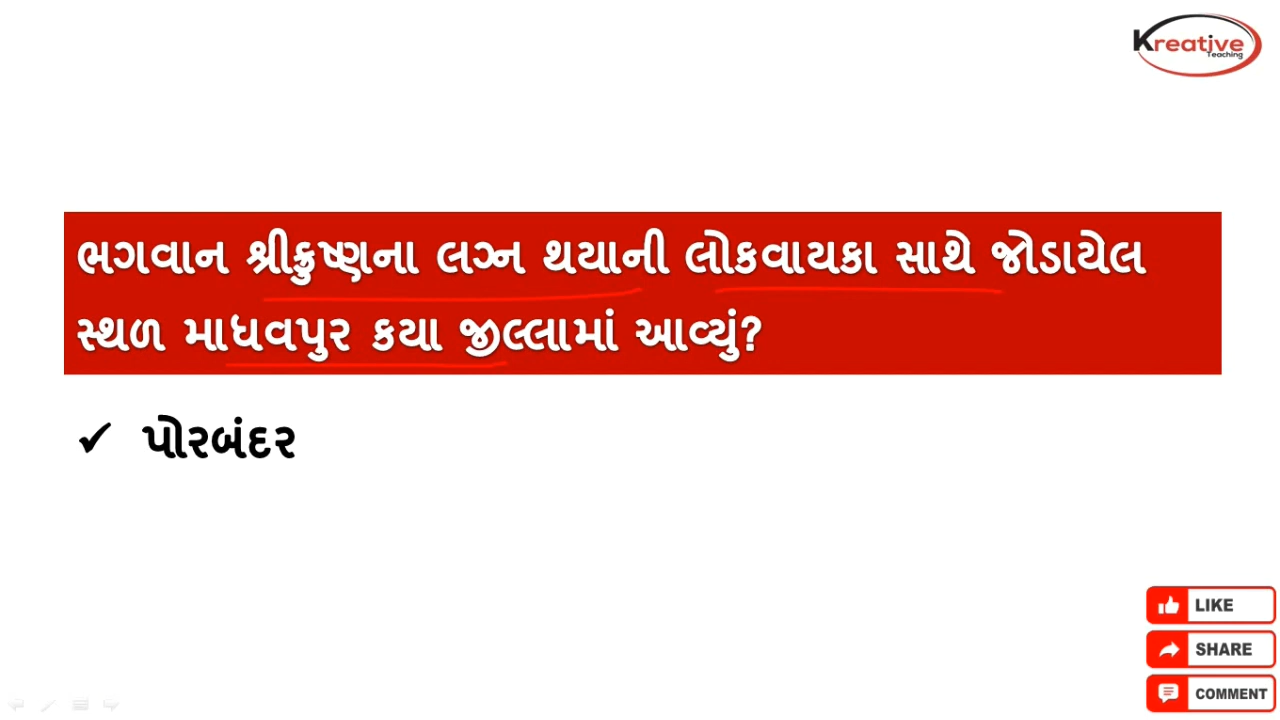 Kreative
Teaching
ભગવાન શ્રીક્રુષ્ણના લગ્ન થયાની લોકવાયકા સાથે જોડાયેલ
સ્થળ માધવપુર કયા જીલ્લામાં આવ્યું?
✓ પોરબંદર
LIKE
SHARE
COMMENT